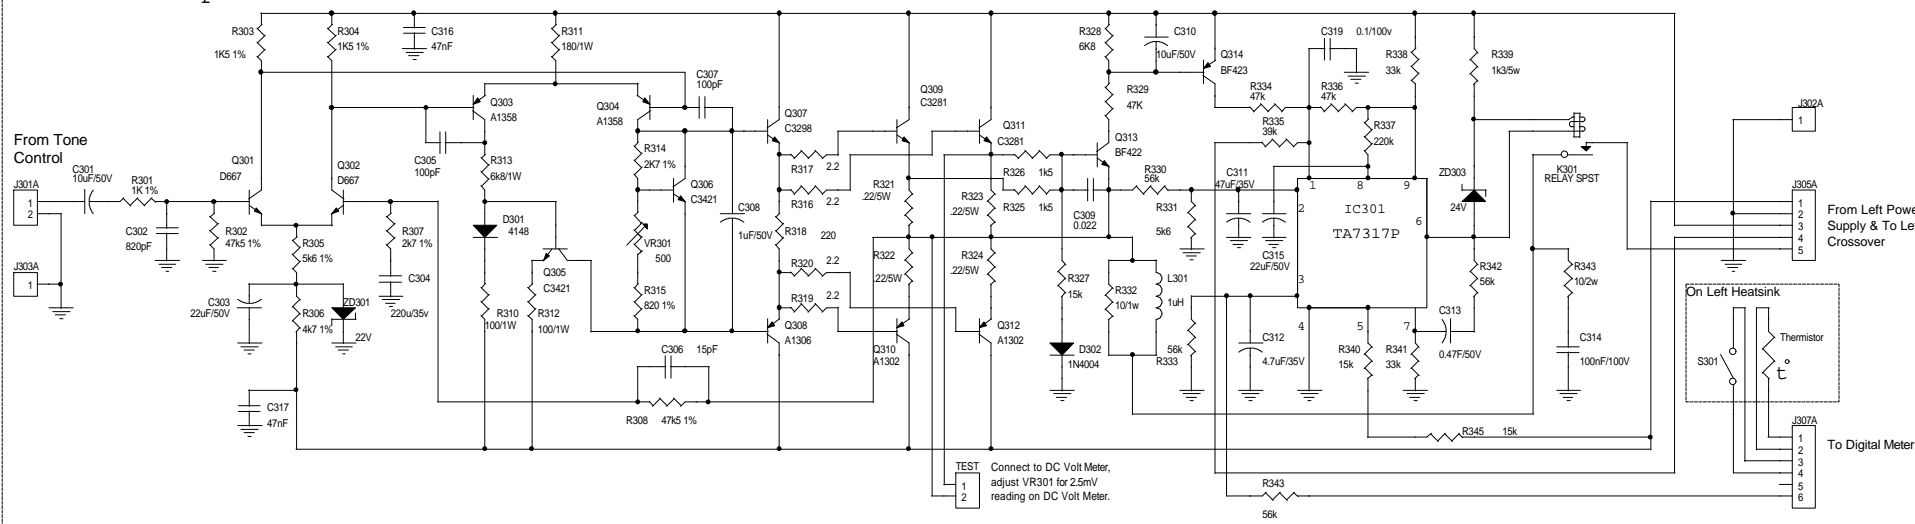 R303
1K5 1%
R304
1K5 1%
C316
47nF
R311
180/1W
C307
100pF
Q303
A1358
Q304
A1358
C305
100pF
R313
6k8/1W
R314
2K7 1%
Q306
C3421
Q307
C3298
Q309
C3281
Q311
C3281
R328
6K8
C310
10uF/50V
Q314
BF423
R329
47K
Q313
BF422
C319
0.1/100v
R338
33k
R334
47k
R336
47k
R335
39k
R337
220k
R339
1k3/5w
J302A
1
K301
RELAY SPST
From Tone
Control
J301A
1
2
C301
10uF/50V
R301
1K 1%
Q301
D667
Q302
D667
C302
820pF
R302
47k5 1%
R305
5k6 1%
R307
2k7 1%
C304
220u/35v
J303A
1
C303
22uF/50V
R306
4k7 1%
ZD301
22V
C317
47nF
D301
4148
Q305
C3421
R310
100/1W
R312
100/1W
VR301
500
R315
820 1%
C308
1uF/50V
R317
2.2
R316
2.2
R318
220
R320
2.2
R319
2.2
Q308
A1306
Q310
A1302
Q312
A1302
R321
.22/5W
R323
.22/5W
R322
.22/5W
R324
.22/5W
R326
1k5
R325
1k5
C309
0.022
R330
56k
R331
5k6
R327
15k
R332
10/1w
L301
1uH
D302
1N4004
56k
R333
C311
47uF/35V
C315
22uF/50V
C312
4.7uF/35V
1
8
9
2
IC301
TA7317P
6
3
4
5
7
R340
15k
R341
33k
C313
0.47F/50V
ZD303
24V
R342
56k
R343
10/2w
C314
100nF/100V
C306
15pF
R308
47k5 1%
J305A
1
2
3
4
5
From Left Powe
Supply & To Le
Crossover
On Left Heatsink
Thermistor
t°
S301
R345
15k
R343
56k
J307A
1
2
3
4
5
6
To Digital Meter
TEST
1
2
Connect to DC Volt Meter,
adjust VR301 for 2.5mV
reading on DC Volt Meter.